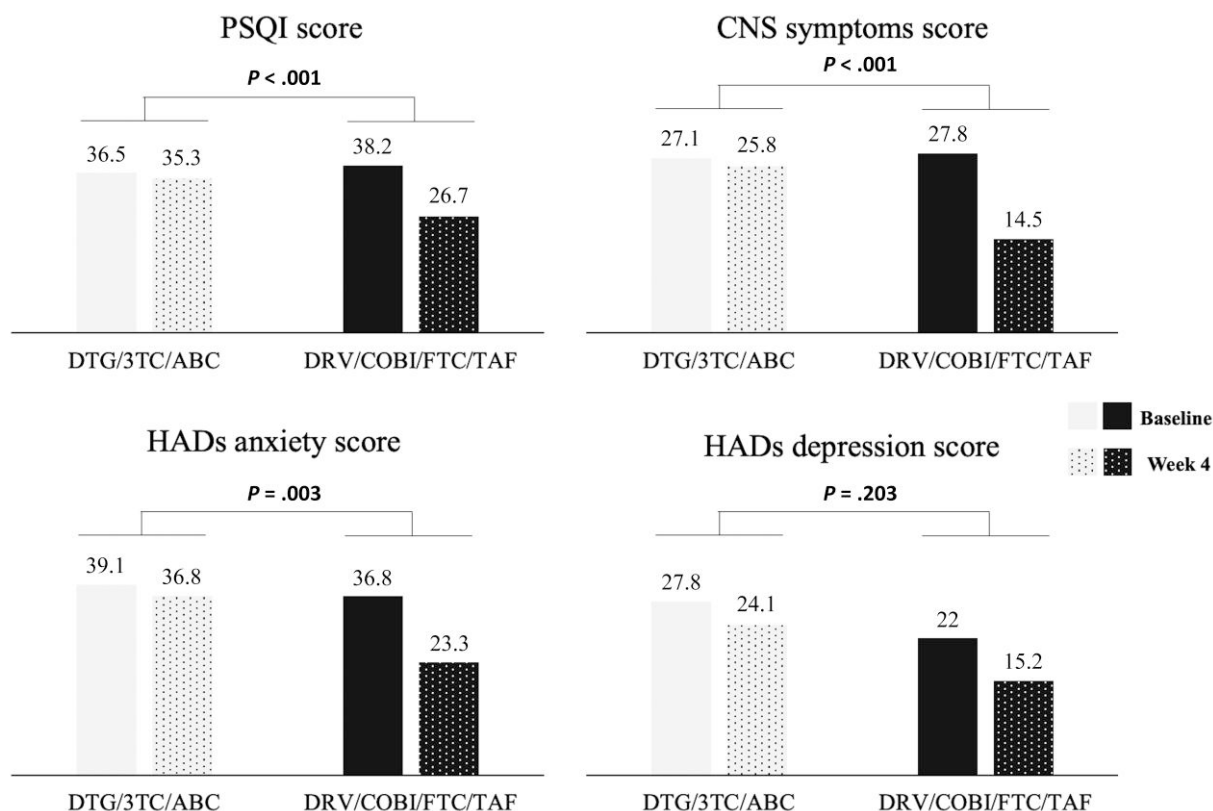 PSQI score
P < .001
36.5 35.3 38.2 26.7
DTG/3TC/ABC DRV/COBI/FTC/TAF
CNS symptoms score
P < .001
27.1 25.8 27.8 14.5
DTG/3TC/ABC DRV/COBI/FTC/TAF
Baseline
Week 4
HADs anxiety score
P = .003
39.1 36.8 36.8 23.3
DTG/3TC/ABC DRV/COBI/FTC/TAF
HADs depression score
P = .203
27.8 24.1 22 15.2
DTG/3TC/ABC DRV/COBI/FTC/TAF